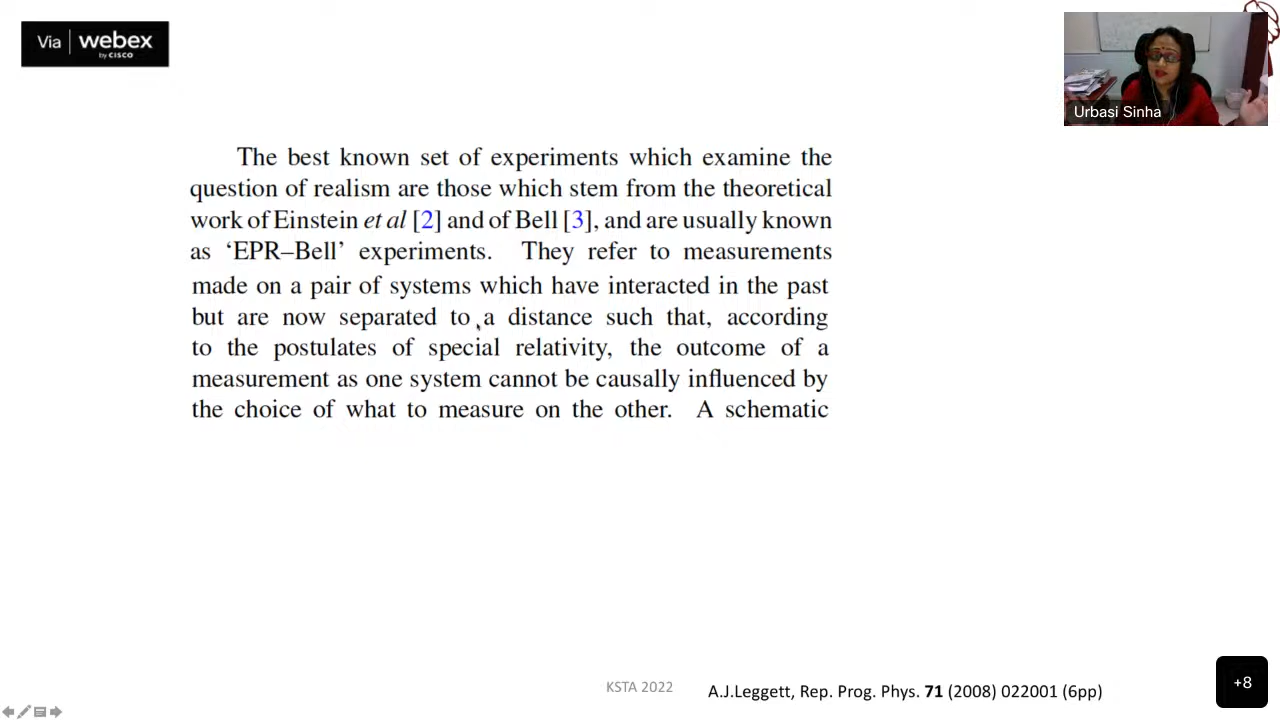 Via | webex
by CISCO
Urbasi Sinha
The best known set of experiments which examine the
question of realism are those which stem from the theoretical
work of Einstein et al [2] and of Bell [3], and are usually known
as ‘EPR–Bell’ experiments. They refer to measurements
made on a pair of systems which have interacted in the past
but are now separated to a distance such that, according
to the postulates of special relativity, the outcome of a
measurement as one system cannot be causally influenced by
the choice of what to measure on the other. A schematic
KSTA 2022
A.J.Leggett, Rep. Prog. Phys. 71 (2008) 022001 (6pp)
+8